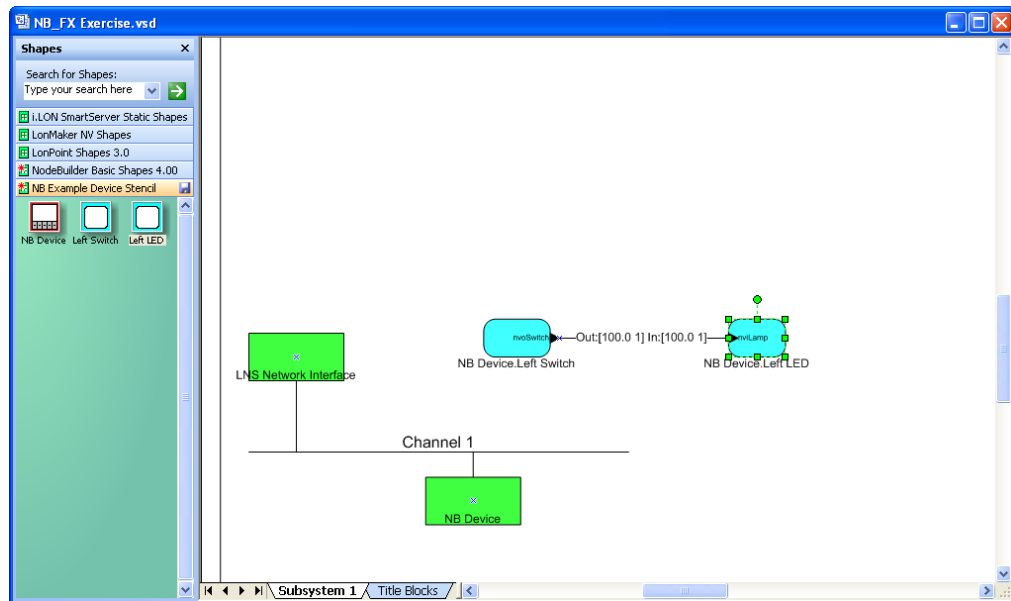 NB_FX Exercise.vsd
Shapes
Search for Shapes:
Type your search here
i.LON SmartServer Static Shapes
LonMaker NV Shapes
LonPoint Shapes 3.0
NodeBuilder Basic Shapes 4.00
NB Example Device Stencil
NB Device Left Switch Left LED
nvoSwitch Out:[100.0 1] In:[100.0 1] nviLamp
NB Device.Left Switch NB Device.Left LED
LNS Network Interface
Channel 1
NB Device
Subsystem 1 Title Blocks